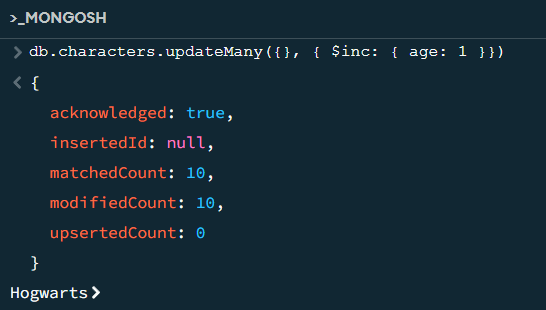 >_MONGOSH
> db.characters.updateMany({}, { $inc: { age: 1 }})
< {
acknowledged: true,
insertedId: null,
matchedCount: 10,
modifiedCount: 10,
upsertedCount: 0
}
Hogwarts>